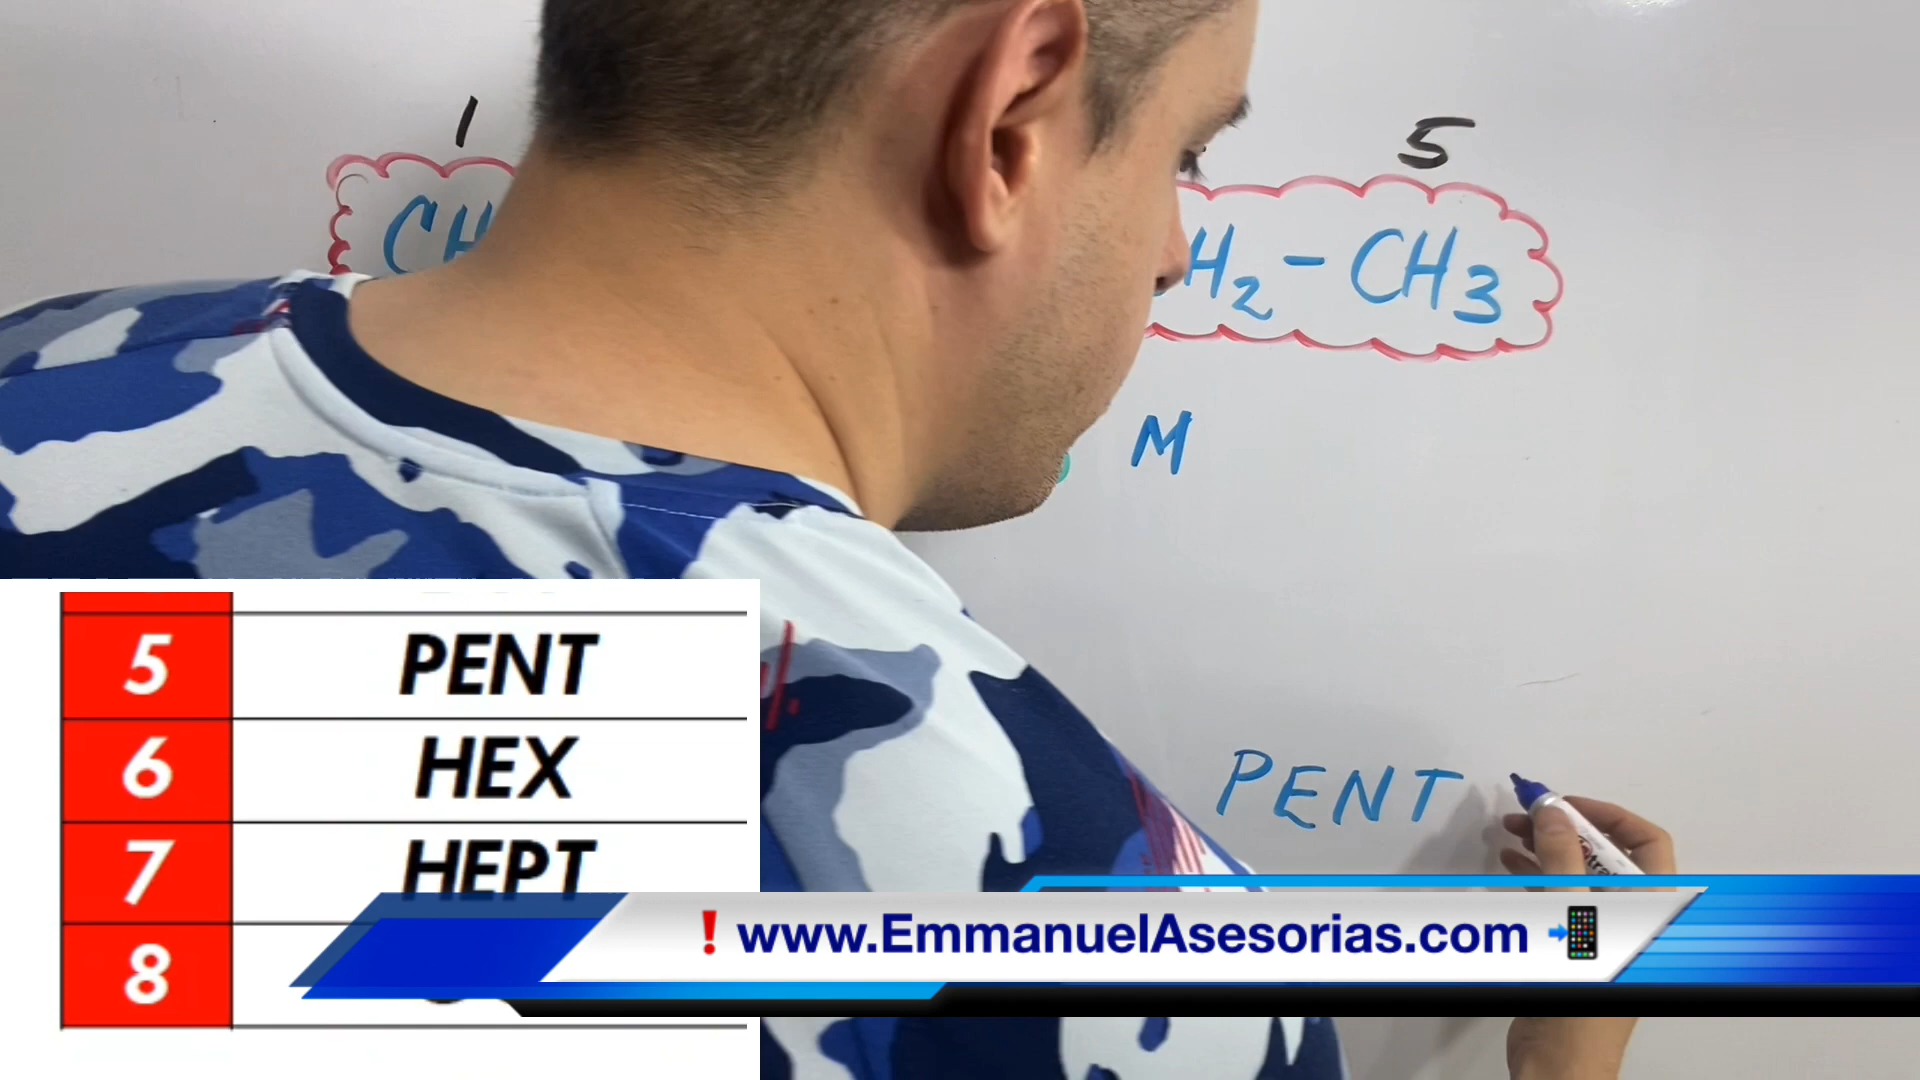 1
5
CH
H2 - CH3
M
PENT
5 PENT
6 HEX
7 HEPT
8
❗ www.EmmanuelAsesorias.com 📲